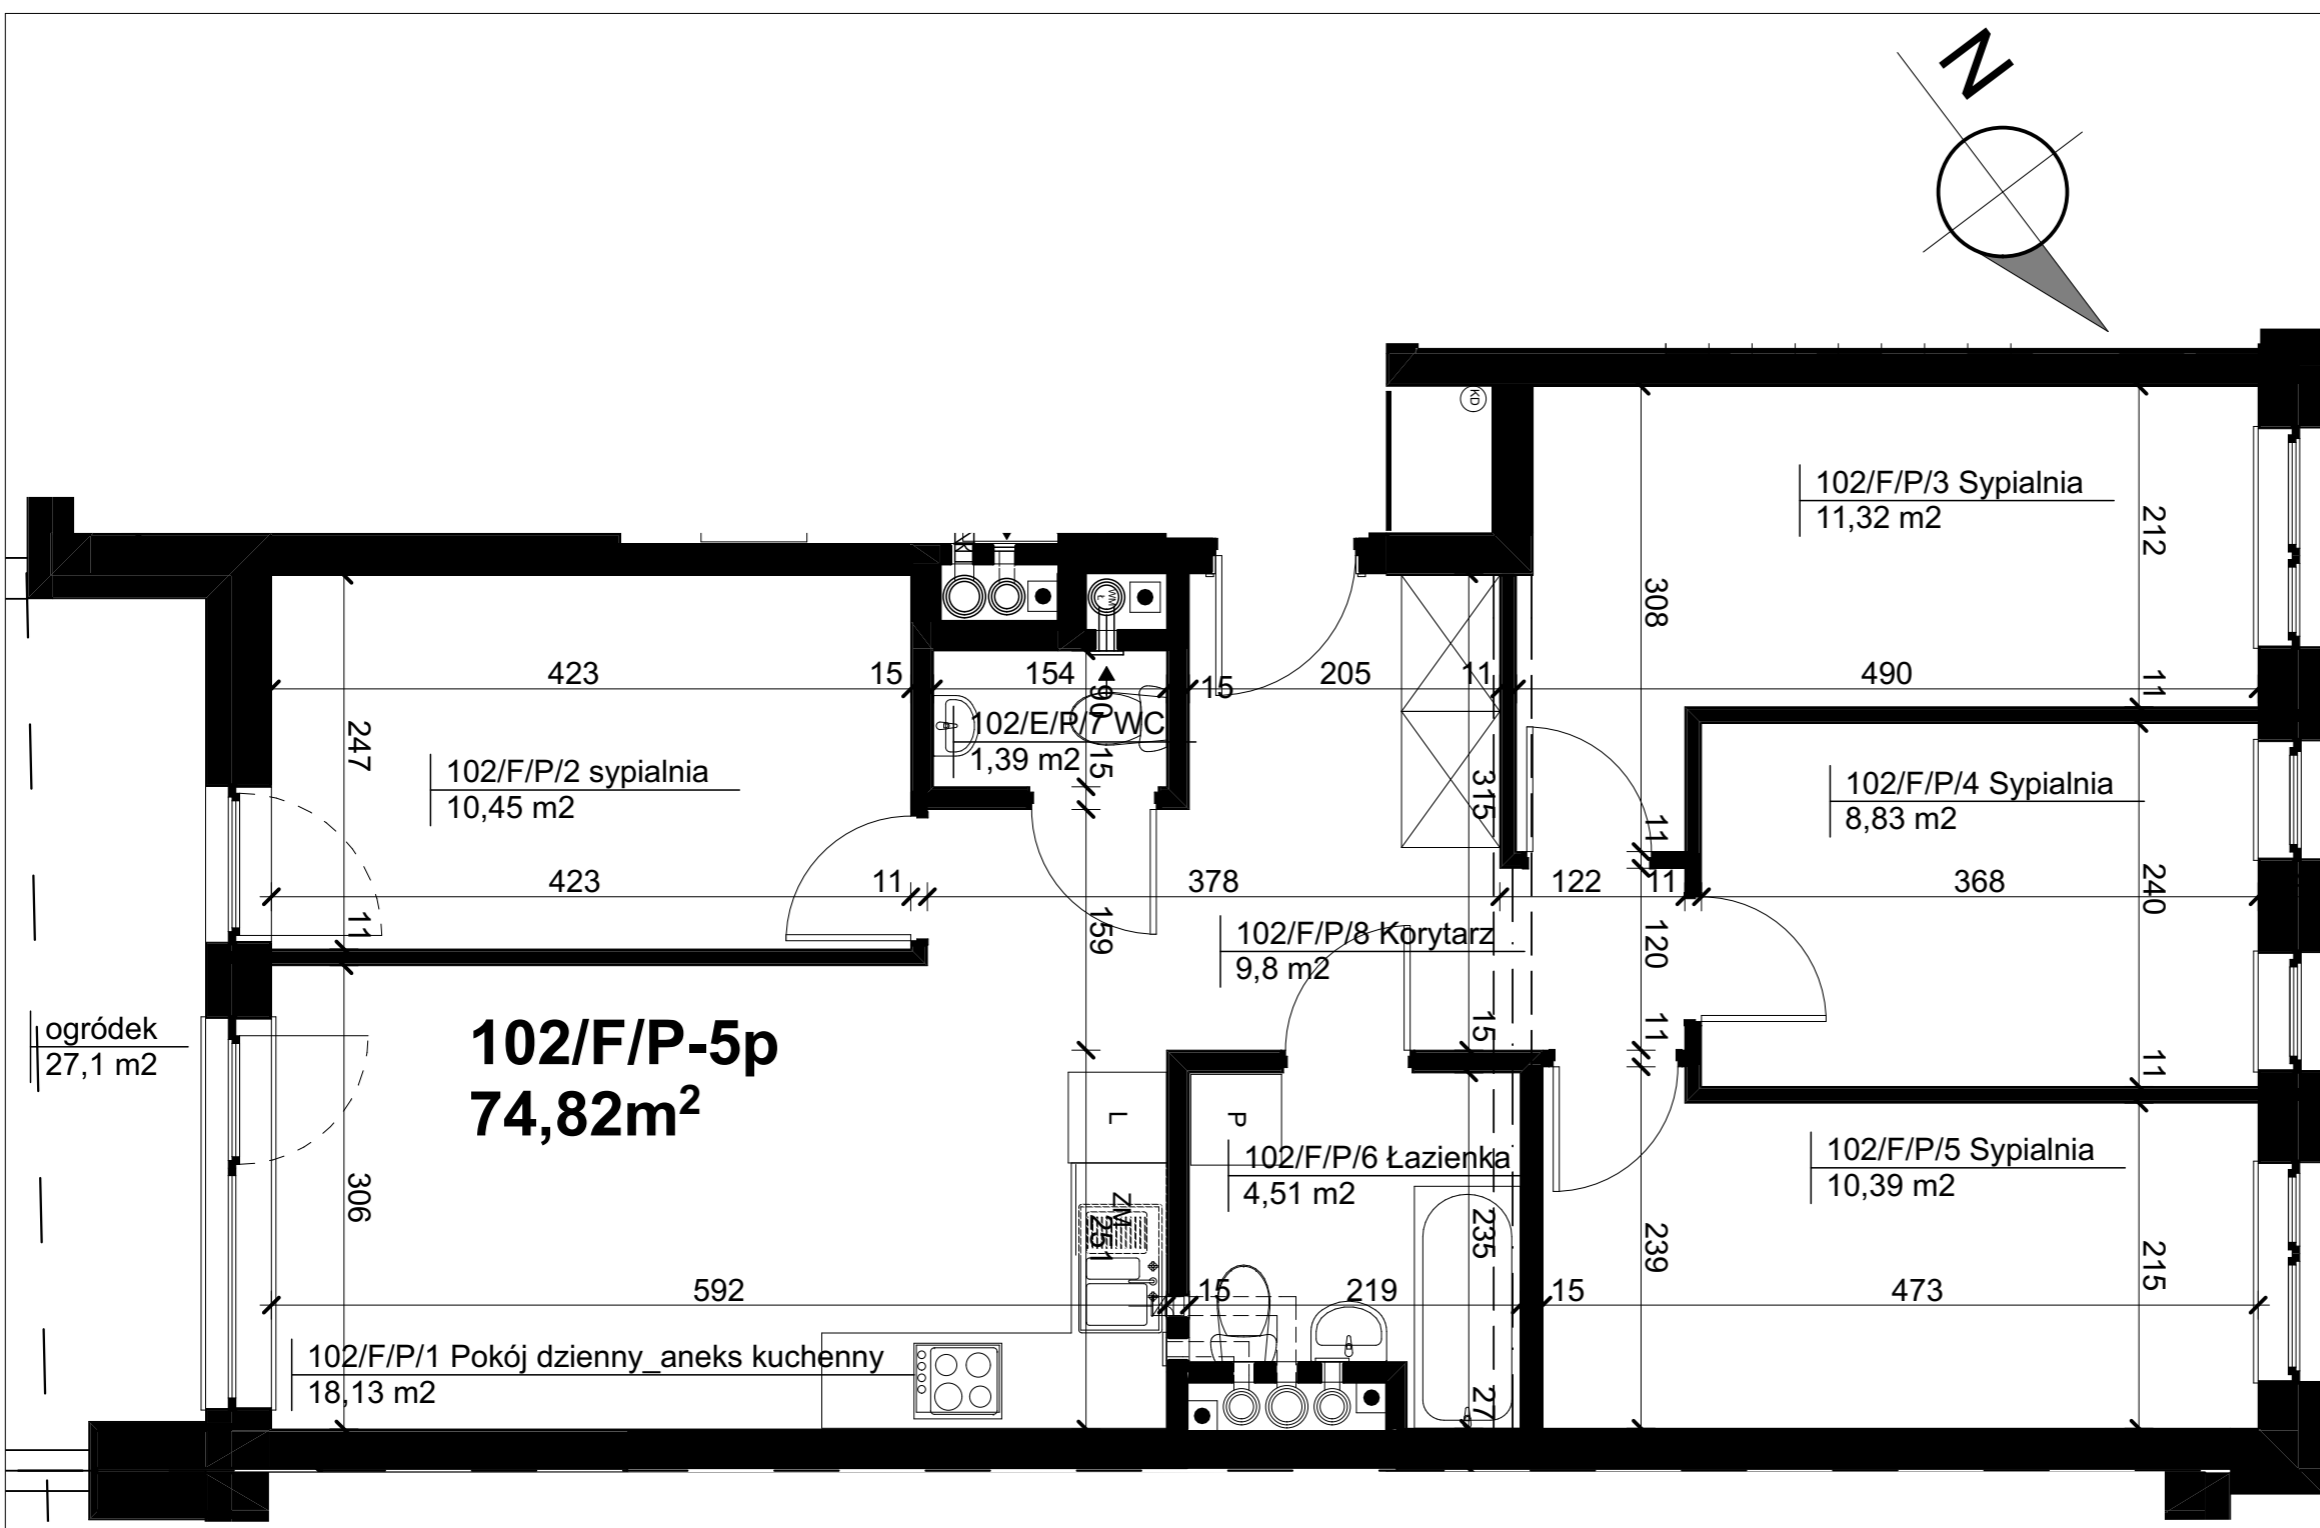 N
KD
102/F/P/3 Sypialnia
11,32 m2
212
308
WM
Ł
423
15
154
15
205
11
490
11
90
102/E/P/7 WC
1,39 m2
15
247
102/F/P/2 sypialnia
10,45 m2
315
102/F/P/4 Sypialnia
8,83 m2
11
423
11
378
122
11
368
240
11
159
102/F/P/8 Korytarz
9,8 m2
120
ogródek
27,1 m2
102/F/P-5p
74,82m²
15
11
11
L
P
102/F/P/6 Łazienka
4,51 m2
102/F/P/5 Sypialnia
10,39 m2
306
ZM
251
235
239
215
592
15
219
15
473
102/F/P/1 Pokój dzienny_aneks kuchenny
18,13 m2
27